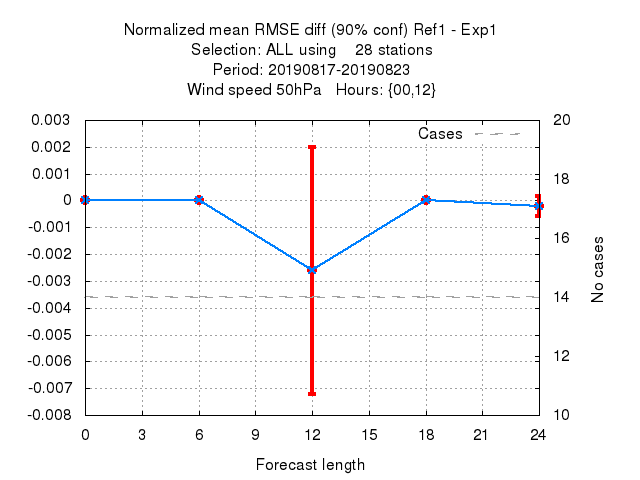 Normalized mean RMSE diff (90% conf) Ref1 - Exp1
Selection: ALL using    28 stations
Period: 20190817-20190823
Wind speed 50hPa   Hours: {00,12}
0.003
0.002
0.001
0
-0.001
-0.002
-0.003
-0.004
-0.005
-0.006
-0.007
-0.008
Cases
20
18
16
14
12
10
No cases
0 3 6 9 12 15 18 21 24
Forecast length